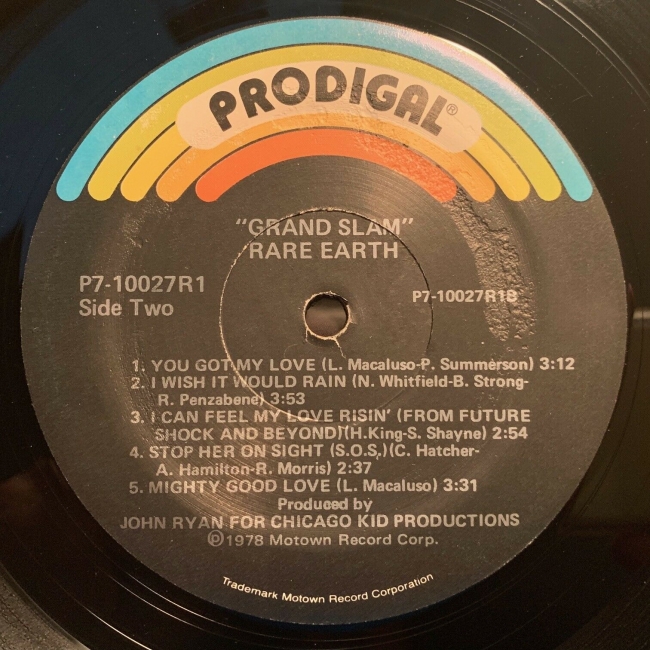 PRODIGAL®
"GRAND SLAM"
RARE EARTH
P7-10027R1
Side Two
P7-10027R1B
1. YOU GOT MY LOVE (L. Macaluso-P. Summerson) 3:12
2. I WISH IT WOULD RAIN (N. Whitfield-B. Strong-
R. Penzabene) 3:53
3. I CAN FEEL MY LOVE RISIN' (FROM FUTURE
SHOCK AND BEYOND)(H.King-S. Shayne) 2:54
4. STOP HER ON SIGHT (S.O.S.)(C. Hatcher-
A. Hamilton-R. Morris) 2:37
5. MIGHTY GOOD LOVE (L. Macaluso) 3:31
Produced by
JOHN RYAN FOR CHICAGO KID PRODUCTIONS
℗1978 Motown Record Corp.
Trademark Motown Record Corporation